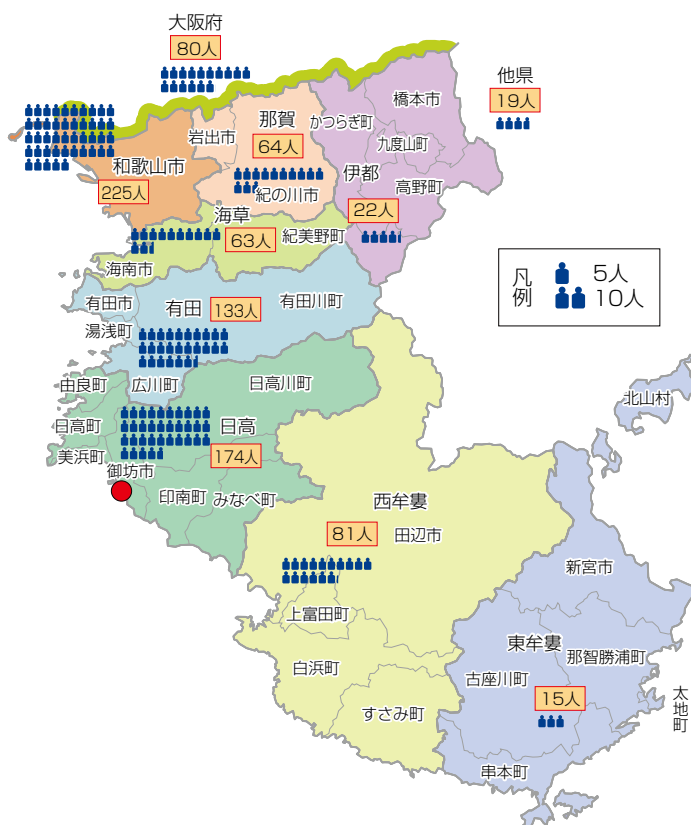 大阪府
80人
他県
19人
橋本市
那賀
かつらぎ町
岩出市
九度山町
64人
和歌山市
伊都
高野町
紀の川市
225人
22人
海草
63人
紀美野町
海南市
凡例
5人
10人
有田市
有田
133人
有田川町
湯浅町
由良町
広川町
日高川町
北山村
日高町
日高
美浜町
174人
御坊市
印南町
みなべ町
西牟婁
81人
田辺市
新宮市
上富田町
東牟婁
那智勝浦町
白浜町
古座川町
太地町
15人
すさみ町
串本町